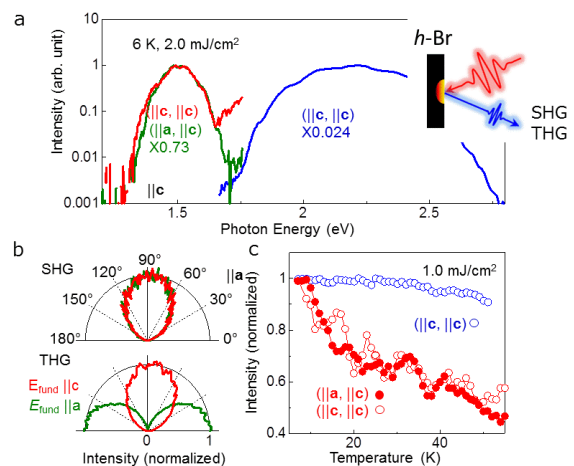 a
6 K, 2.0 mJ/cm²
h-Br
SHG
THG
(||c, ||c)
(||a, ||c)
X0.73
(||c, ||c)
X0.024
||c
Intensity (arb. unit)
10
1
0.1
0.01
0.001
1.5
2
2.5
Photon Energy (eV)
b
SHG
180°
150°
120°
90°
60°
30°
0°
||a
THG
E_fund ||c
E_fund ||a
1
0
1
Intensity (normalized)
c
1.0 mJ/cm²
(||c, ||c)
(||a, ||c)
(||c, ||c)
Intensity (normalized)
1
0.8
0.6
0.4
20
40
Temperature (K)